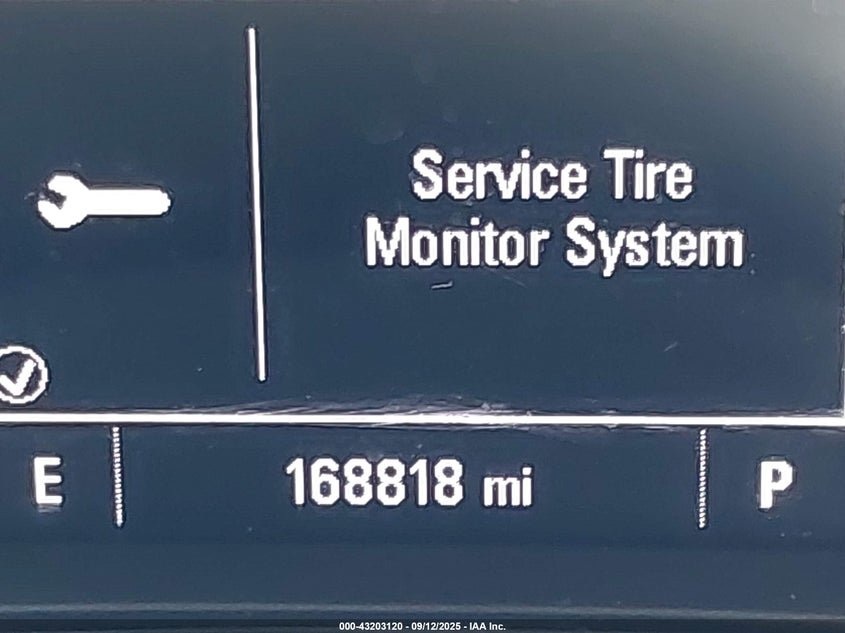 Service Tire
Monitor System
E
168818 mi
P
000-43203120 - 09/12/2025 - IAA Inc.